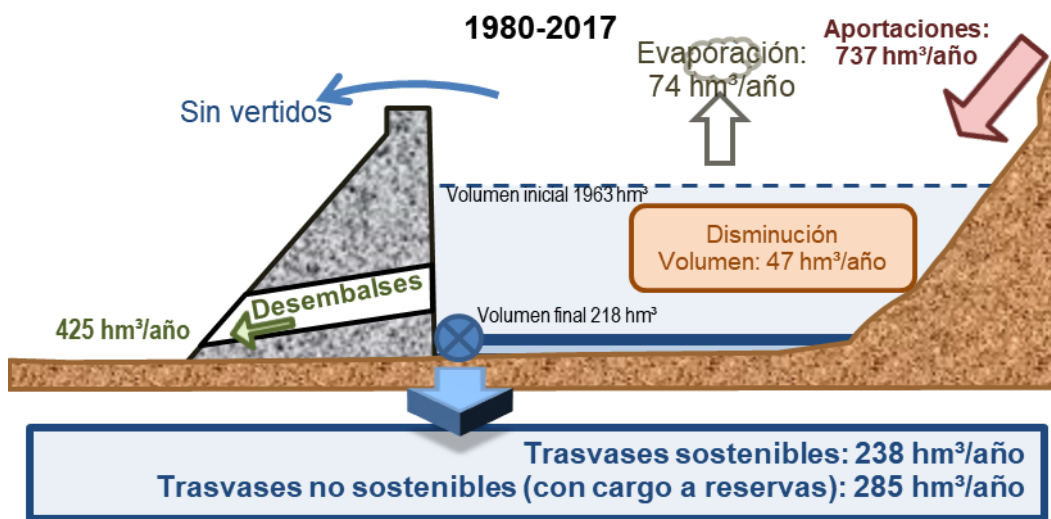 1980-2017
Aportaciones:
737 hm³/año
Evaporación:
74 hm³/año
Sin vertidos
Volumen inicial 1963 hm³
Disminución
Volumen: 47 hm³/año
Desembalses
425 hm³/año
Volumen final 218 hm³
Trasvases sostenibles: 238 hm³/año
Trasvases no sostenibles (con cargo a reservas): 285 hm³/año